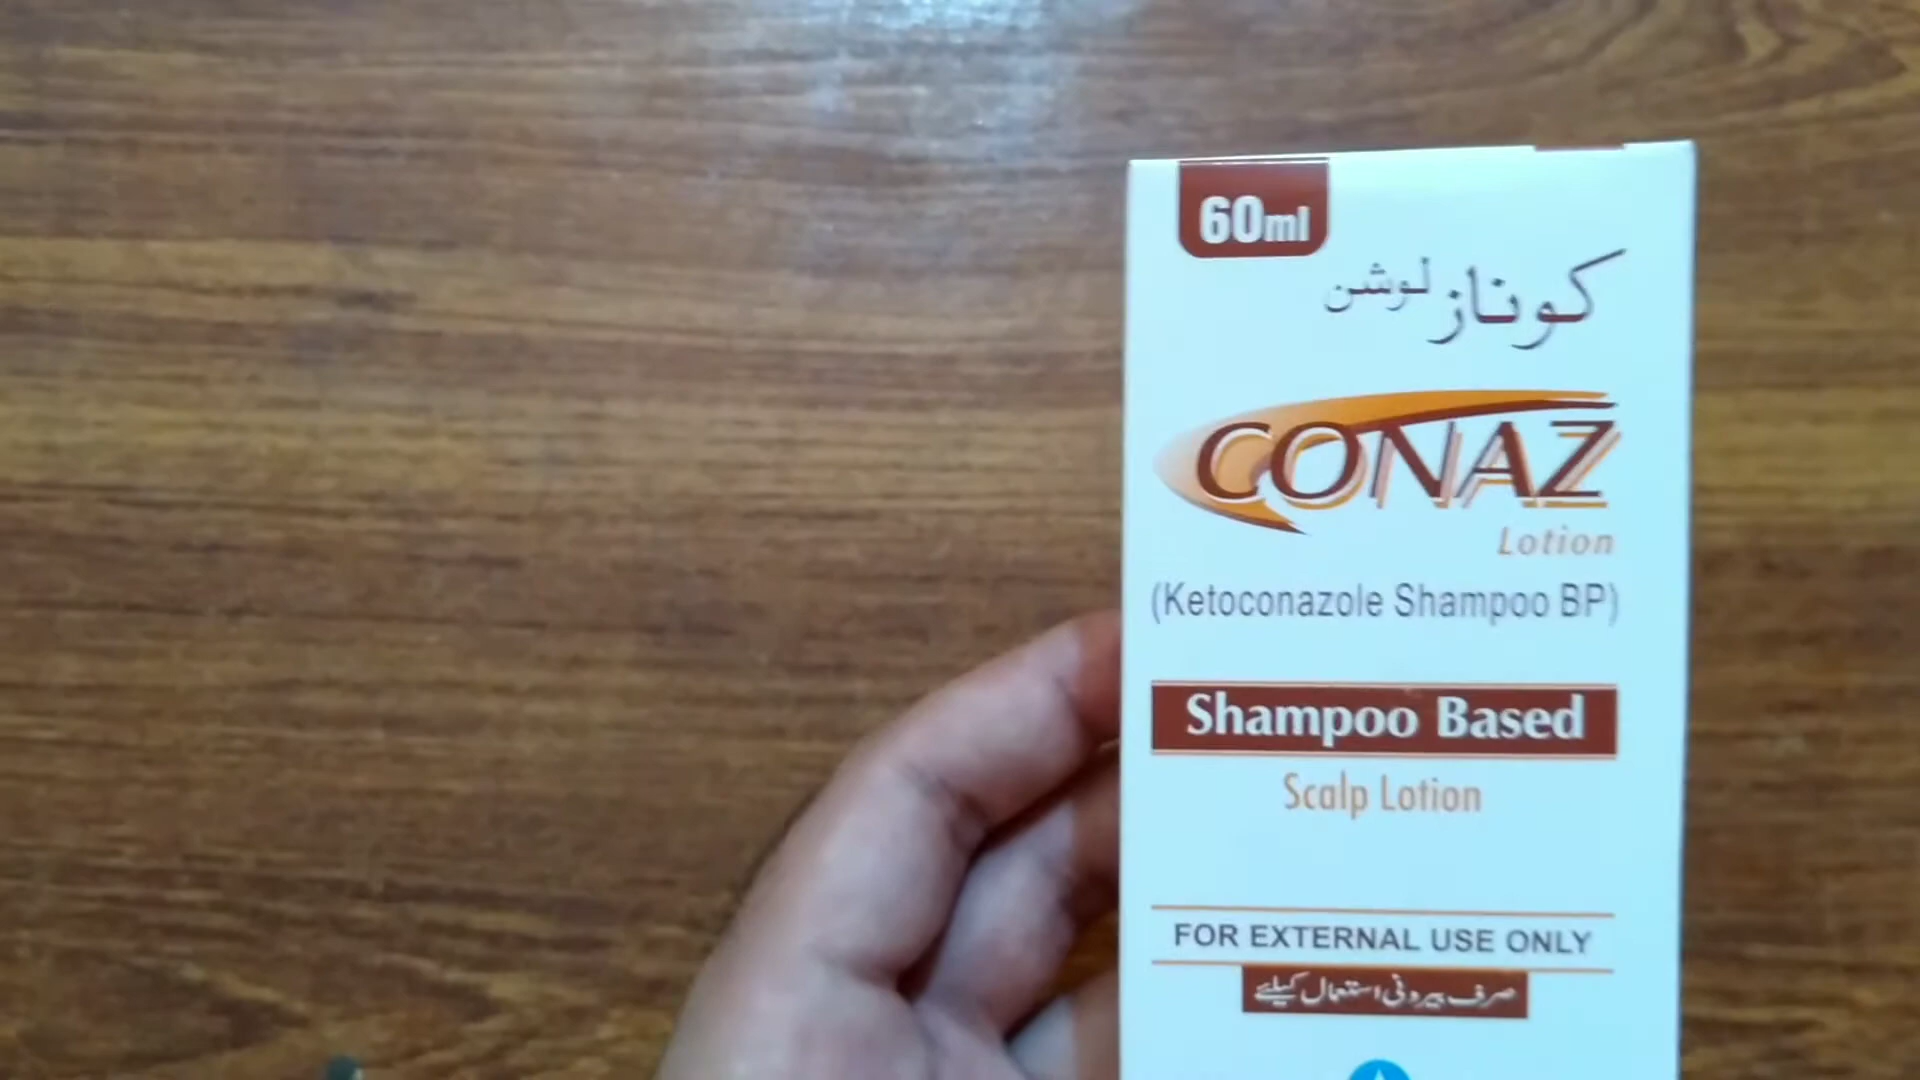 60ml
کوناز لوشن
CONAZ
Lotion
(Ketoconazole Shampoo BP)
Shampoo Based
Scalp Lotion
FOR EXTERNAL USE ONLY
صرف بیرونی استعمال کیلئے